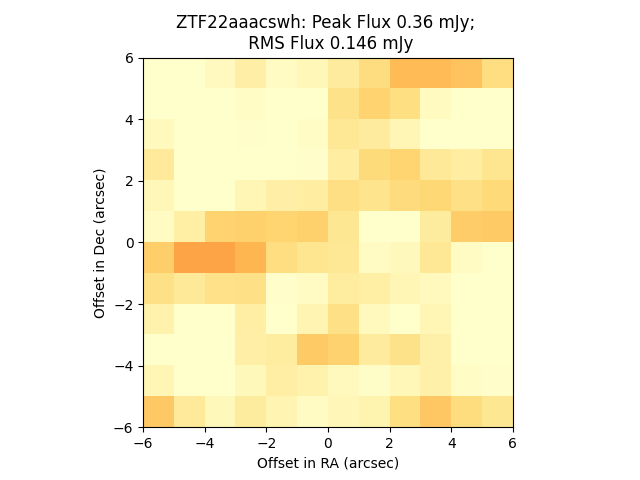 ZTF22aaacswh: Peak Flux 0.36 mJy;
RMS Flux 0.146 mJy
6
4
2
0
−2
−4
−6
Offset in Dec (arcsec)
−6 −4 −2 0 2 4 6
Offset in RA (arcsec)